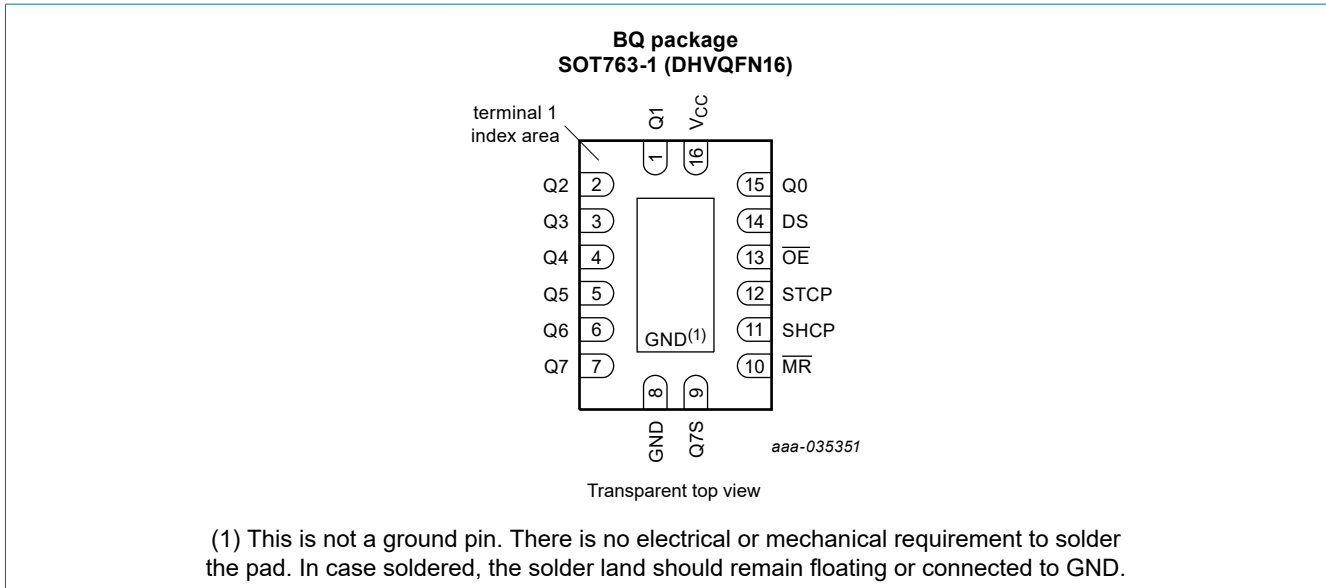 BQ package
SOT763-1 (DHVQFN16)
terminal 1
index area
Q1
VCC
1
16
Q2 2
15 Q0
Q3 3
14 DS
Q4 4
13 O̅E̅
Q5 5
12 STCP
Q6 6
11 SHCP
GND(1)
Q7 7
10 M̅R̅
8
9
GND
Q7S
aaa-035351
Transparent top view
(1) This is not a ground pin. There is no electrical or mechanical requirement to solder
the pad. In case soldered, the solder land should remain floating or connected to GND.